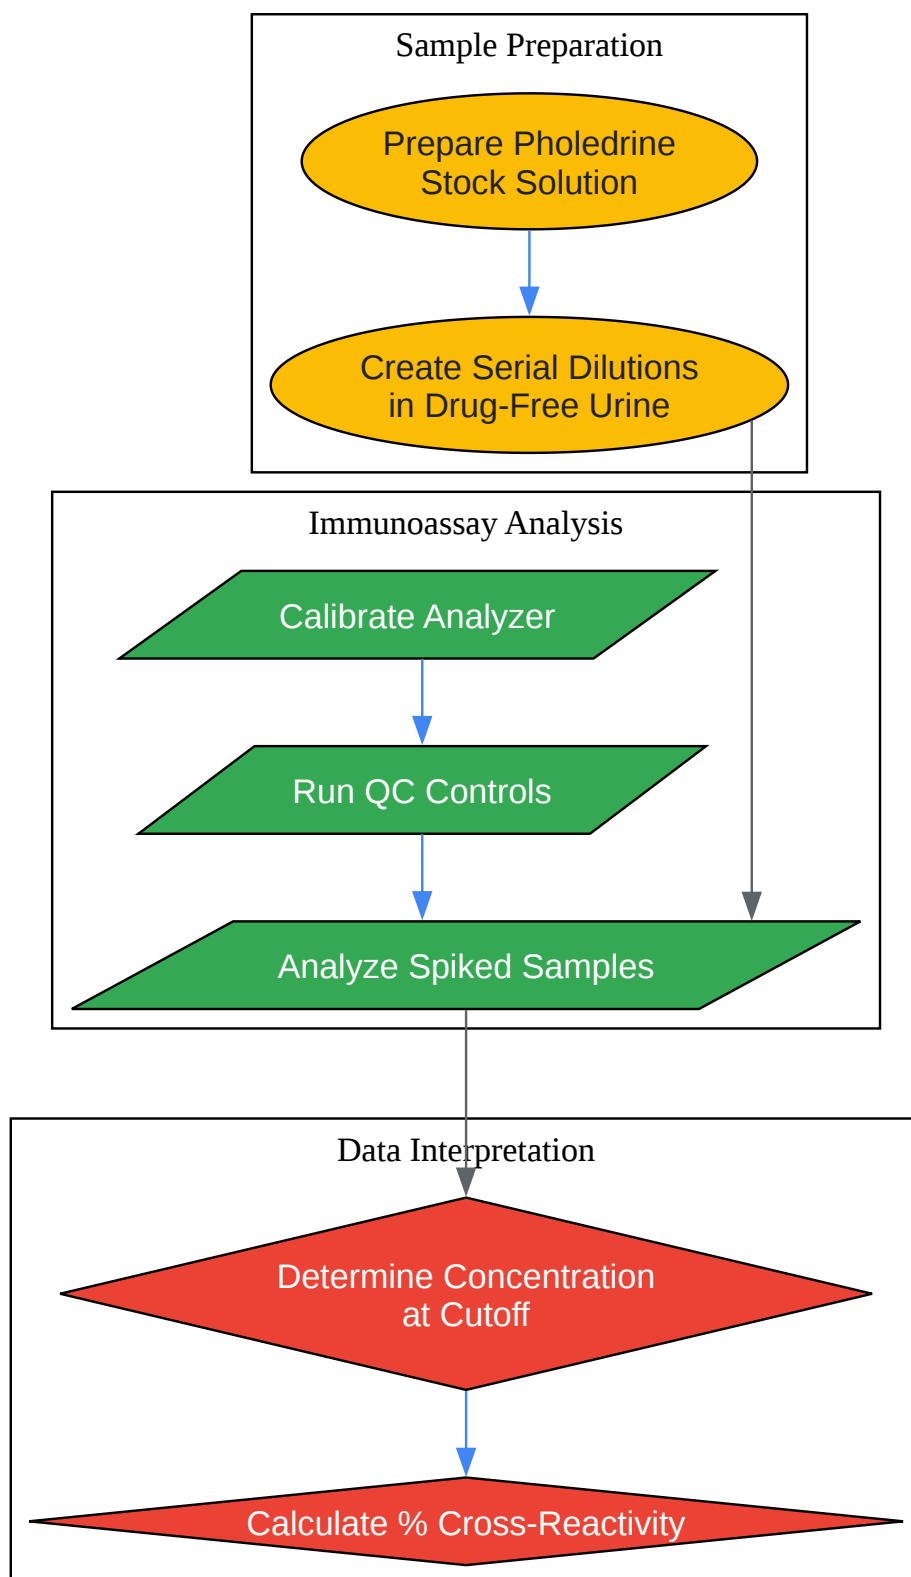 Sample Preparation
Prepare Pholedrine
Stock Solution
Create Serial Dilutions
in Drug-Free Urine
Immunoassay Analysis
Calibrate Analyzer
Run QC Controls
Analyze Spiked Samples
Data Interpretation
Determine Concentration
at Cutoff
Calculate % Cross-Reactivity